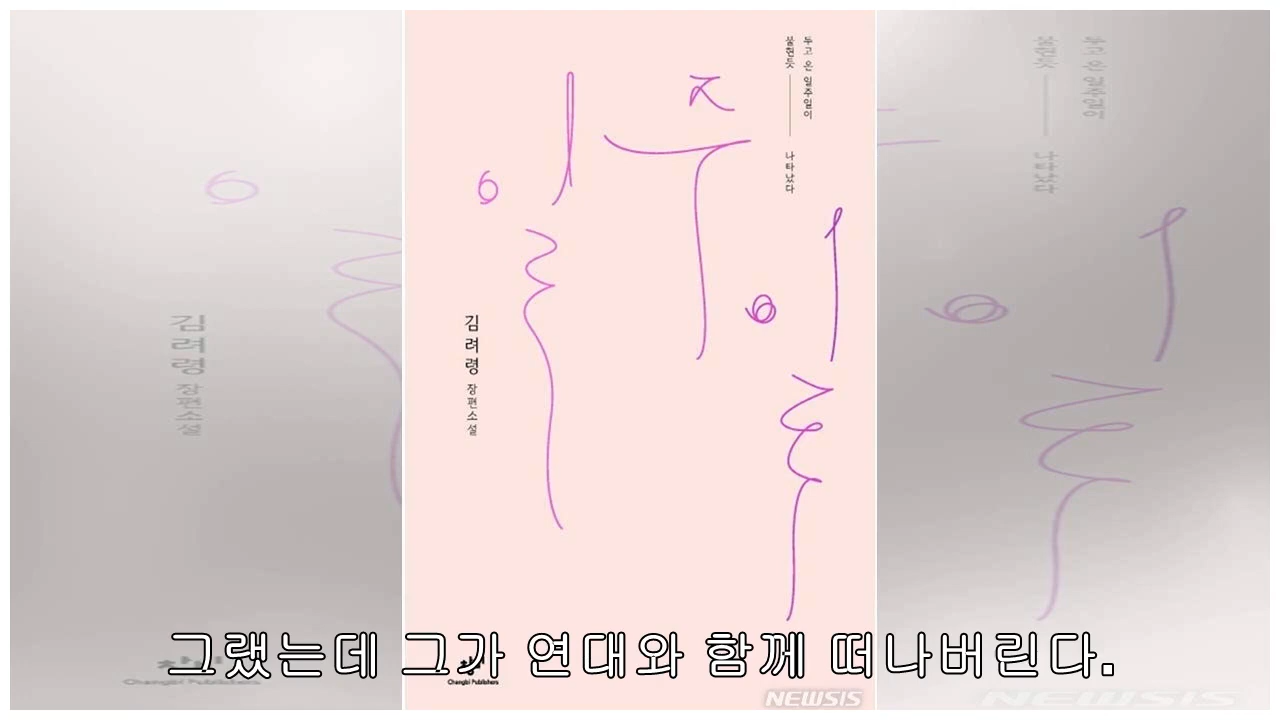 두고 온 일주일이
불현듯 — 나타났다
일주일
김려령 장편소설
창비
Changbi Publishers
그랬는데 그가 연대와 함께 떠나버린다.
NEWSIS